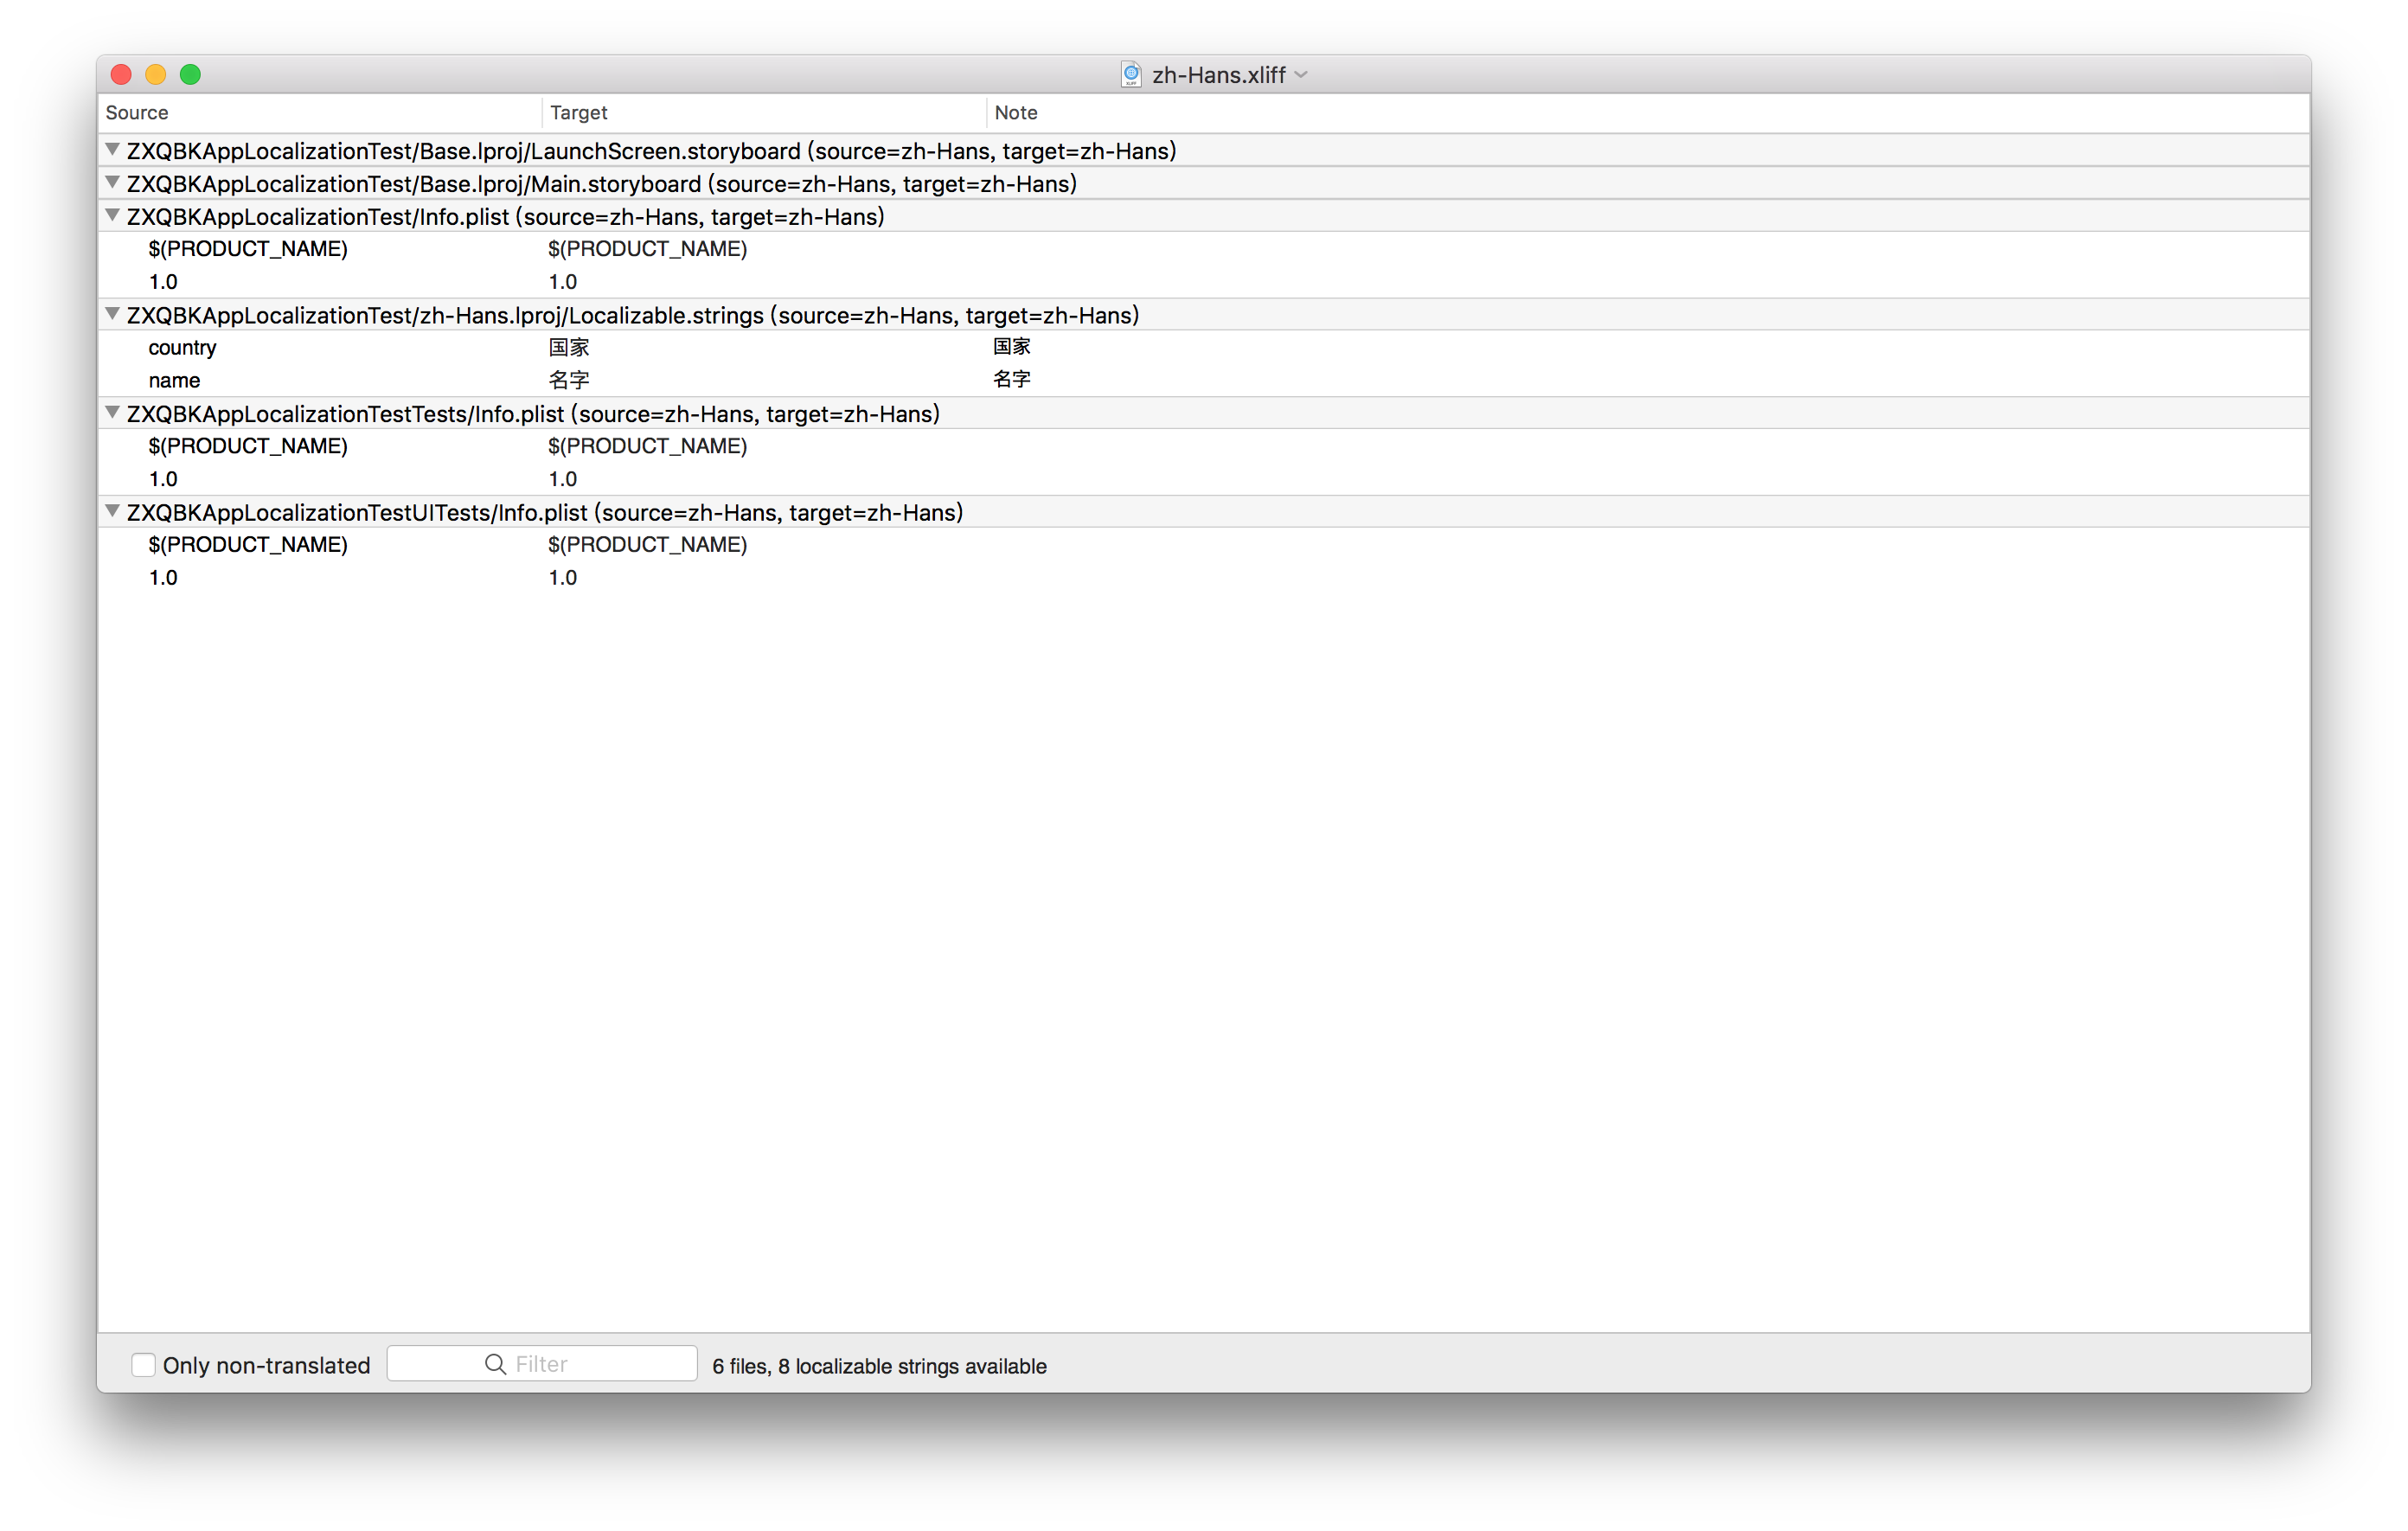 zh-Hans.xliff
Source Target Note
ZXQBKAppLocalizationTest/Base.lproj/LaunchScreen.storyboard (source=zh-Hans, target=zh-Hans)
ZXQBKAppLocalizationTest/Base.lproj/Main.storyboard (source=zh-Hans, target=zh-Hans)
ZXQBKAppLocalizationTest/Info.plist (source=zh-Hans, target=zh-Hans)
$(PRODUCT_NAME) $(PRODUCT_NAME)
1.0 1.0
ZXQBKAppLocalizationTest/zh-Hans.lproj/Localizable.strings (source=zh-Hans, target=zh-Hans)
country 国家 国家
name 名字 名字
ZXQBKAppLocalizationTestTests/Info.plist (source=zh-Hans, target=zh-Hans)
$(PRODUCT_NAME) $(PRODUCT_NAME)
1.0 1.0
ZXQBKAppLocalizationTestUITests/Info.plist (source=zh-Hans, target=zh-Hans)
$(PRODUCT_NAME) $(PRODUCT_NAME)
1.0 1.0
Only non-translated Filter 6 files, 8 localizable strings available